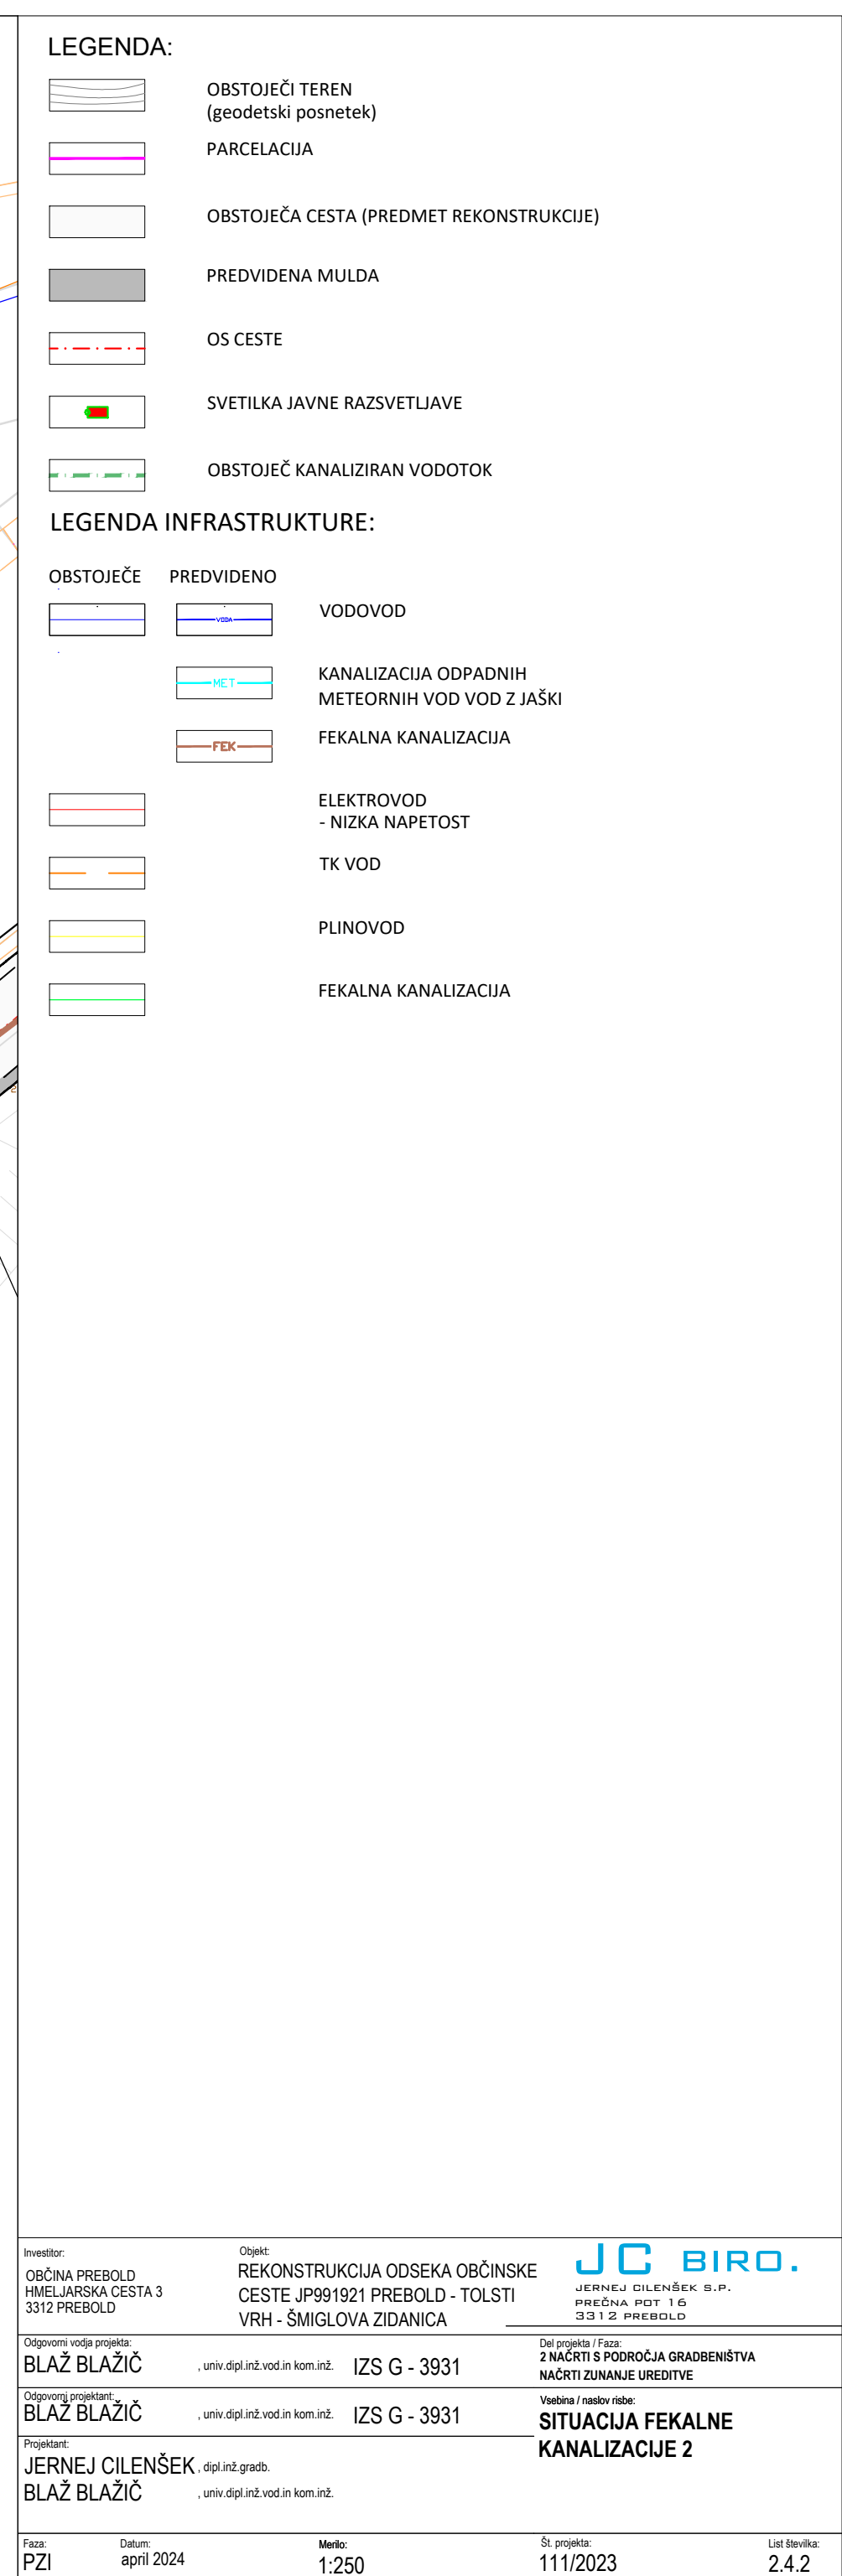 LEGENDA:
OBSTOJEČI TEREN
(geodetski posnetek)
PARCELACIJA
OBSTOJEČA CESTA (PREDMET REKONSTRUKCIJE)
PREDVIDENA MULDA
OS CESTE
SVETILKA JAVNE RAZSVETLJAVE
OBSTOJEČ KANALIZIRAN VODOTOK
LEGENDA INFRASTRUKTURE:
OBSTOJEČE PREDVIDENO
VODA VODOVOD
MET KANALIZACIJA ODPADNIH
METEORNIH VOD VOD Z JAŠKI
FEK FEKALNA KANALIZACIJA
ELEKTROVOD
- NIZKA NAPETOST
TK VOD
PLINOVOD
FEKALNA KANALIZACIJA
Investitor:
OBČINA PREBOLD
HMELJARSKA CESTA 3
3312 PREBOLD
Objekt:
REKONSTRUKCIJA ODSEKA OBČINSKE
CESTE JP991921 PREBOLD - TOLSTI
VRH - ŠMIGLOVA ZIDANICA
JC BIRO.
JERNEJ CILENŠEK S.P.
PREČNA POT 16
3312 PREBOLD
Odgovorni vodja projekta:
BLAŽ BLAŽIČ , univ.dipl.inž.vod.in kom.inž. IZS G - 3931
Del projekta / Faza:
2 NAČRTI S PODROČJA GRADBENIŠTVA
NAČRTI ZUNANJE UREDITVE
Odgovorni projektant:
BLAŽ BLAŽIČ , univ.dipl.inž.vod.in kom.inž. IZS G - 3931
Vsebina / naslov risbe:
SITUACIJA FEKALNE
KANALIZACIJE 2
Projektant:
JERNEJ CILENŠEK , dipl.inž.gradb.
BLAŽ BLAŽIČ , univ.dipl.inž.vod.in kom.inž.
Faza:
PZI
Datum:
april 2024
Merilo:
1:250
Št. projekta:
111/2023
List številka:
2.4.2